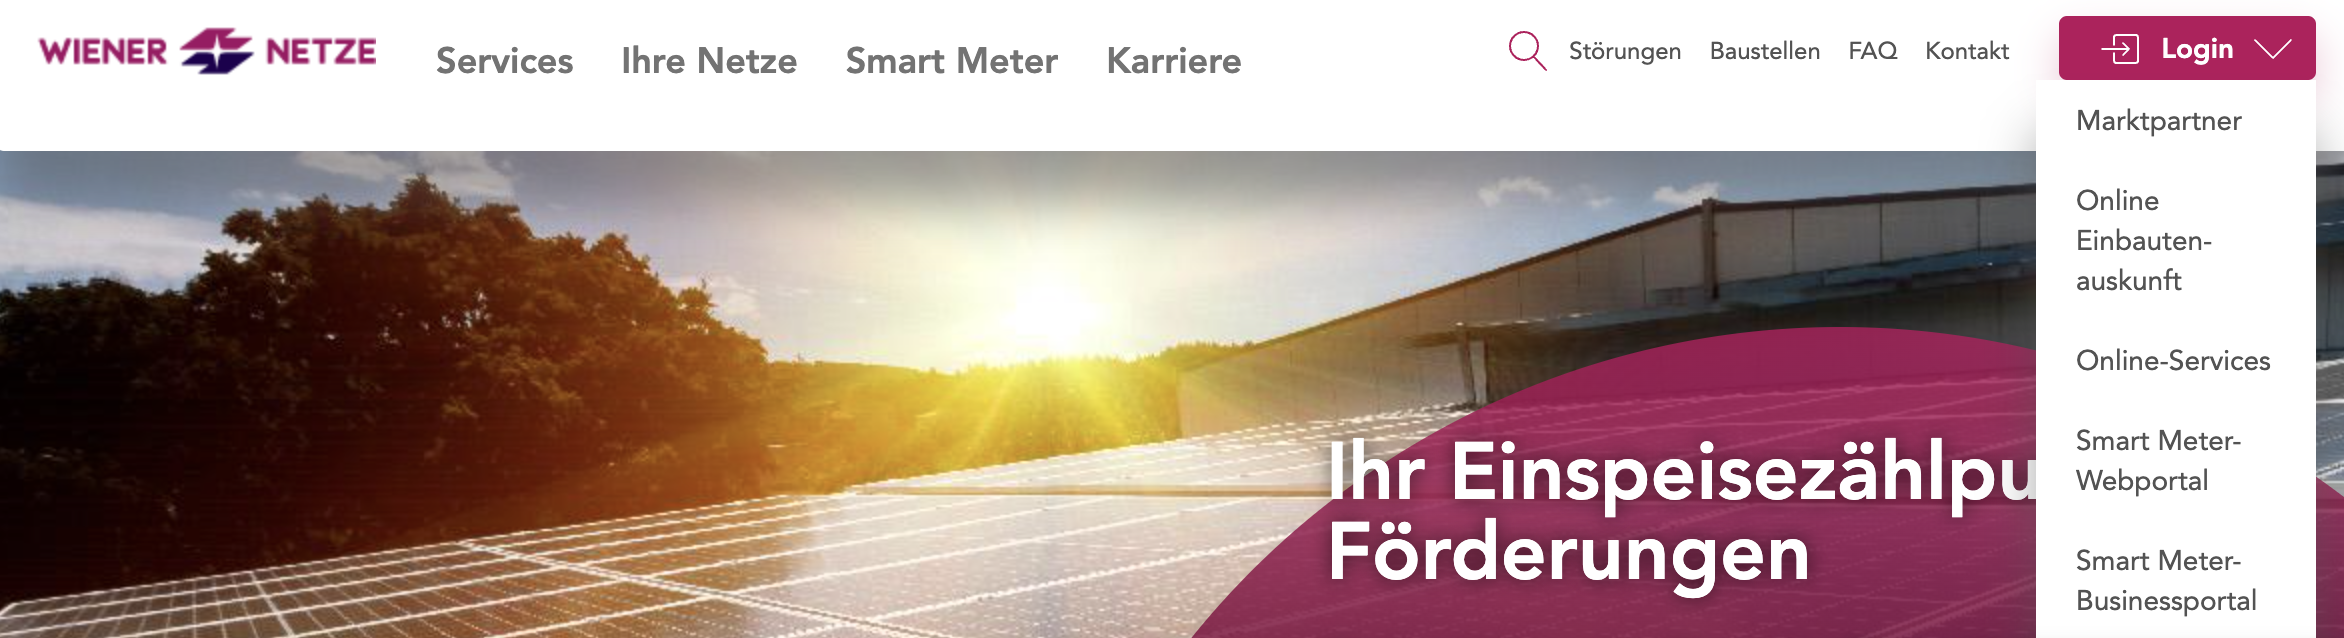 WIENER NETZE
Services Ihre Netze Smart Meter Karriere
Störungen Baustellen FAQ Kontakt
Login
Marktpartner
Online
Einbauten-
auskunft
Online-Services
Smart Meter-
Webportal
Smart Meter-
Businessportal
Ihr Einspeisezählpu
Förderungen